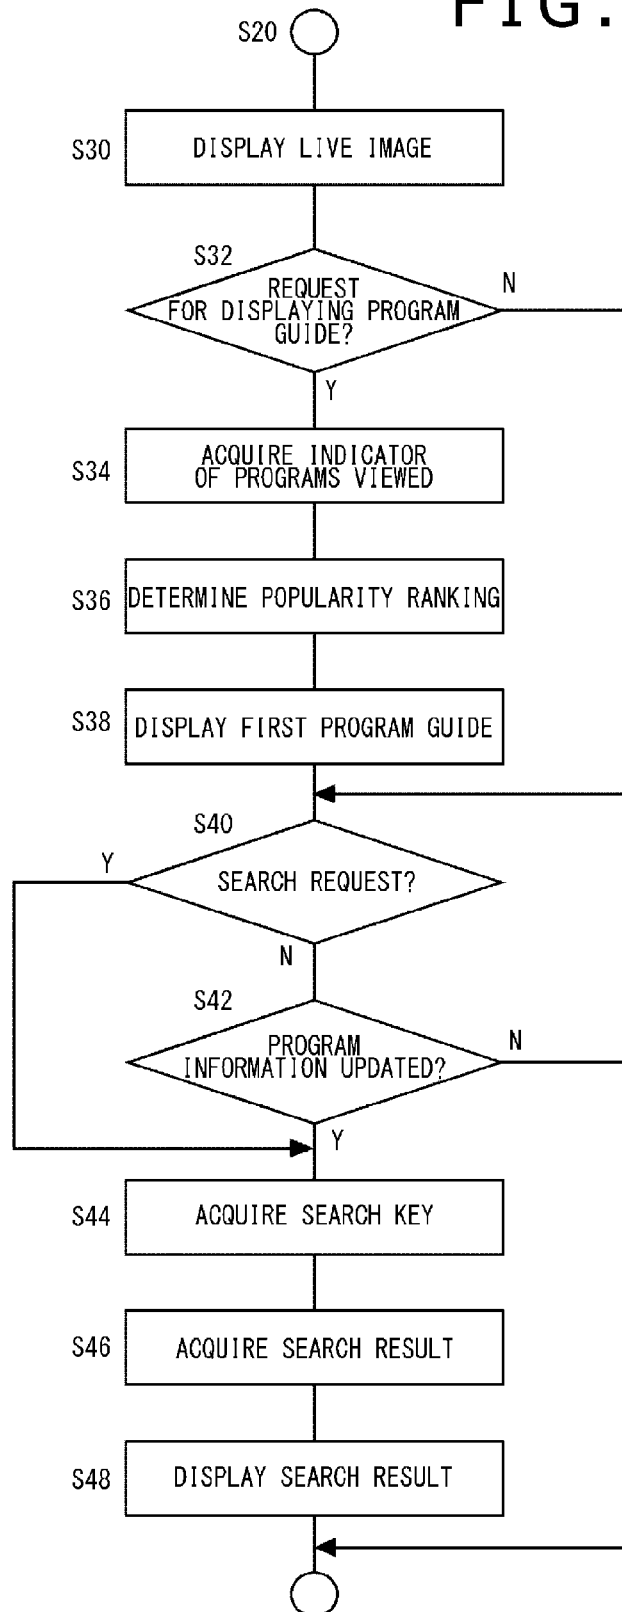 FIG.
S20
S30
DISPLAY LIVE IMAGE
S32
REQUEST
FOR DISPLAYING PROGRAM
GUIDE?
N
Y
S34
ACQUIRE INDICATOR
OF PROGRAMS VIEWED
S36
DETERMINE POPULARITY RANKING
S38
DISPLAY FIRST PROGRAM GUIDE
S40
Y
SEARCH REQUEST?
N
S42
PROGRAM
INFORMATION UPDATED?
N
Y
S44
ACQUIRE SEARCH KEY
S46
ACQUIRE SEARCH RESULT
S48
DISPLAY SEARCH RESULT